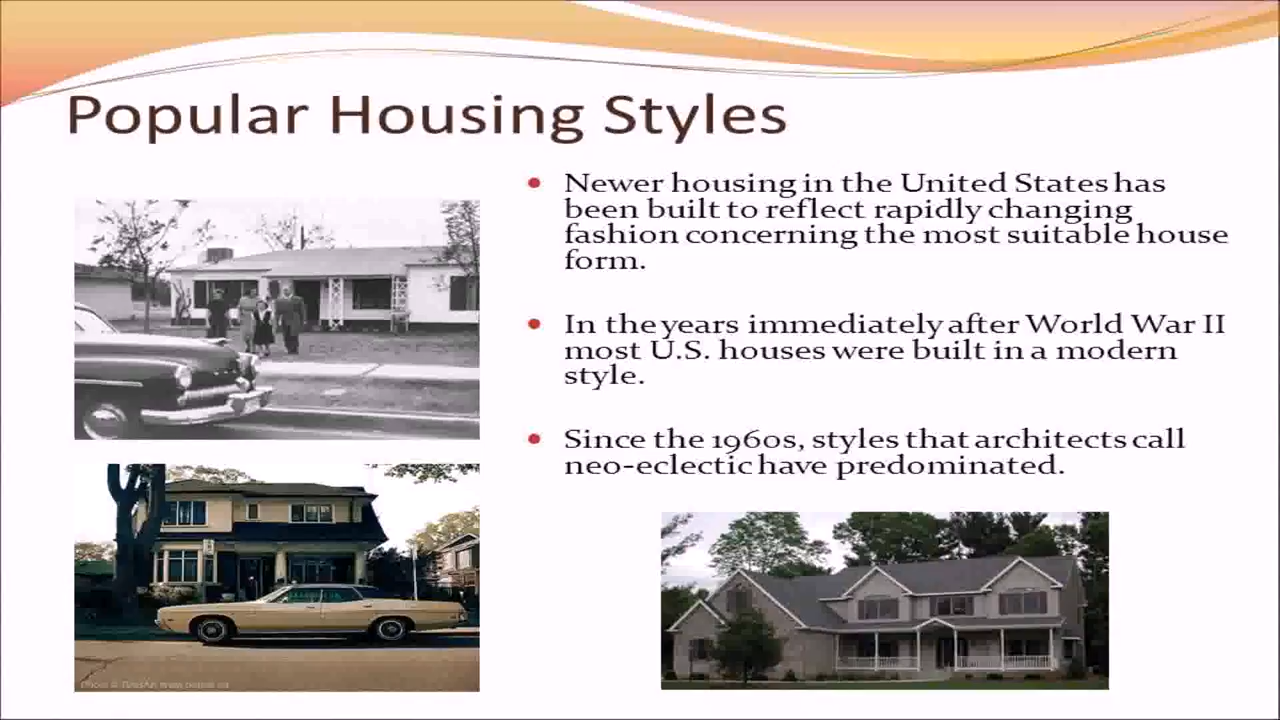 Popular Housing Styles
Newer housing in the United States has
been built to reflect rapidly changing
fashion concerning the most suitable house
form.
In the years immediately after World War II
most U.S. houses were built in a modern
style.
Since the 1960s, styles that architects call
neo-eclectic have predominated.